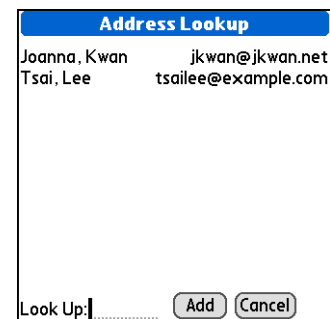 Address Lookup
Joanna, Kwan jkwan@jkwan.net
Tsai, Lee tsailee@example.com
Look Up: Add Cancel